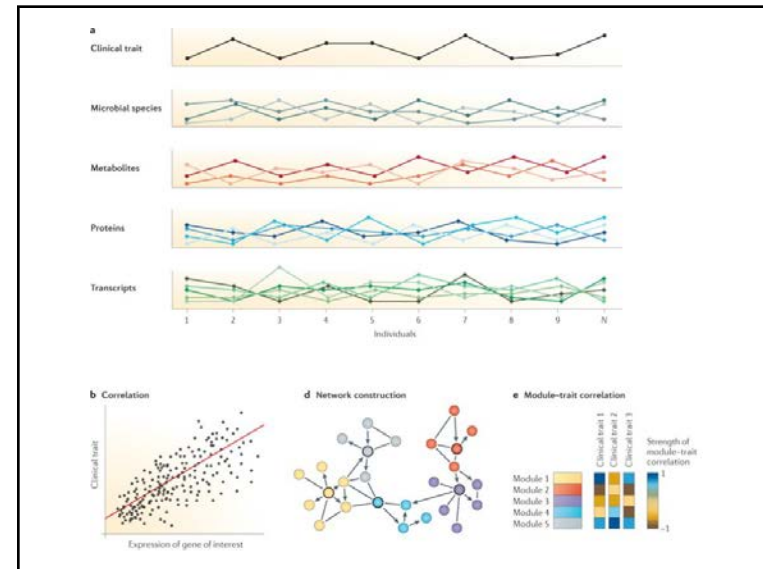 a
Clinical trait
Microbial species
Metabolites
Proteins
Transcripts
1 2 3 4 5 6 7 8 9 N
Individuals
b Correlation
Clinical trait
Expression of gene of interest
d Network construction
e Module–trait correlation
Clinical trait 1
Clinical trait 2
Clinical trait 3
Strength of
module–trait
correlation
Module 1
Module 2
Module 3
Module 4
Module 5
1
–1